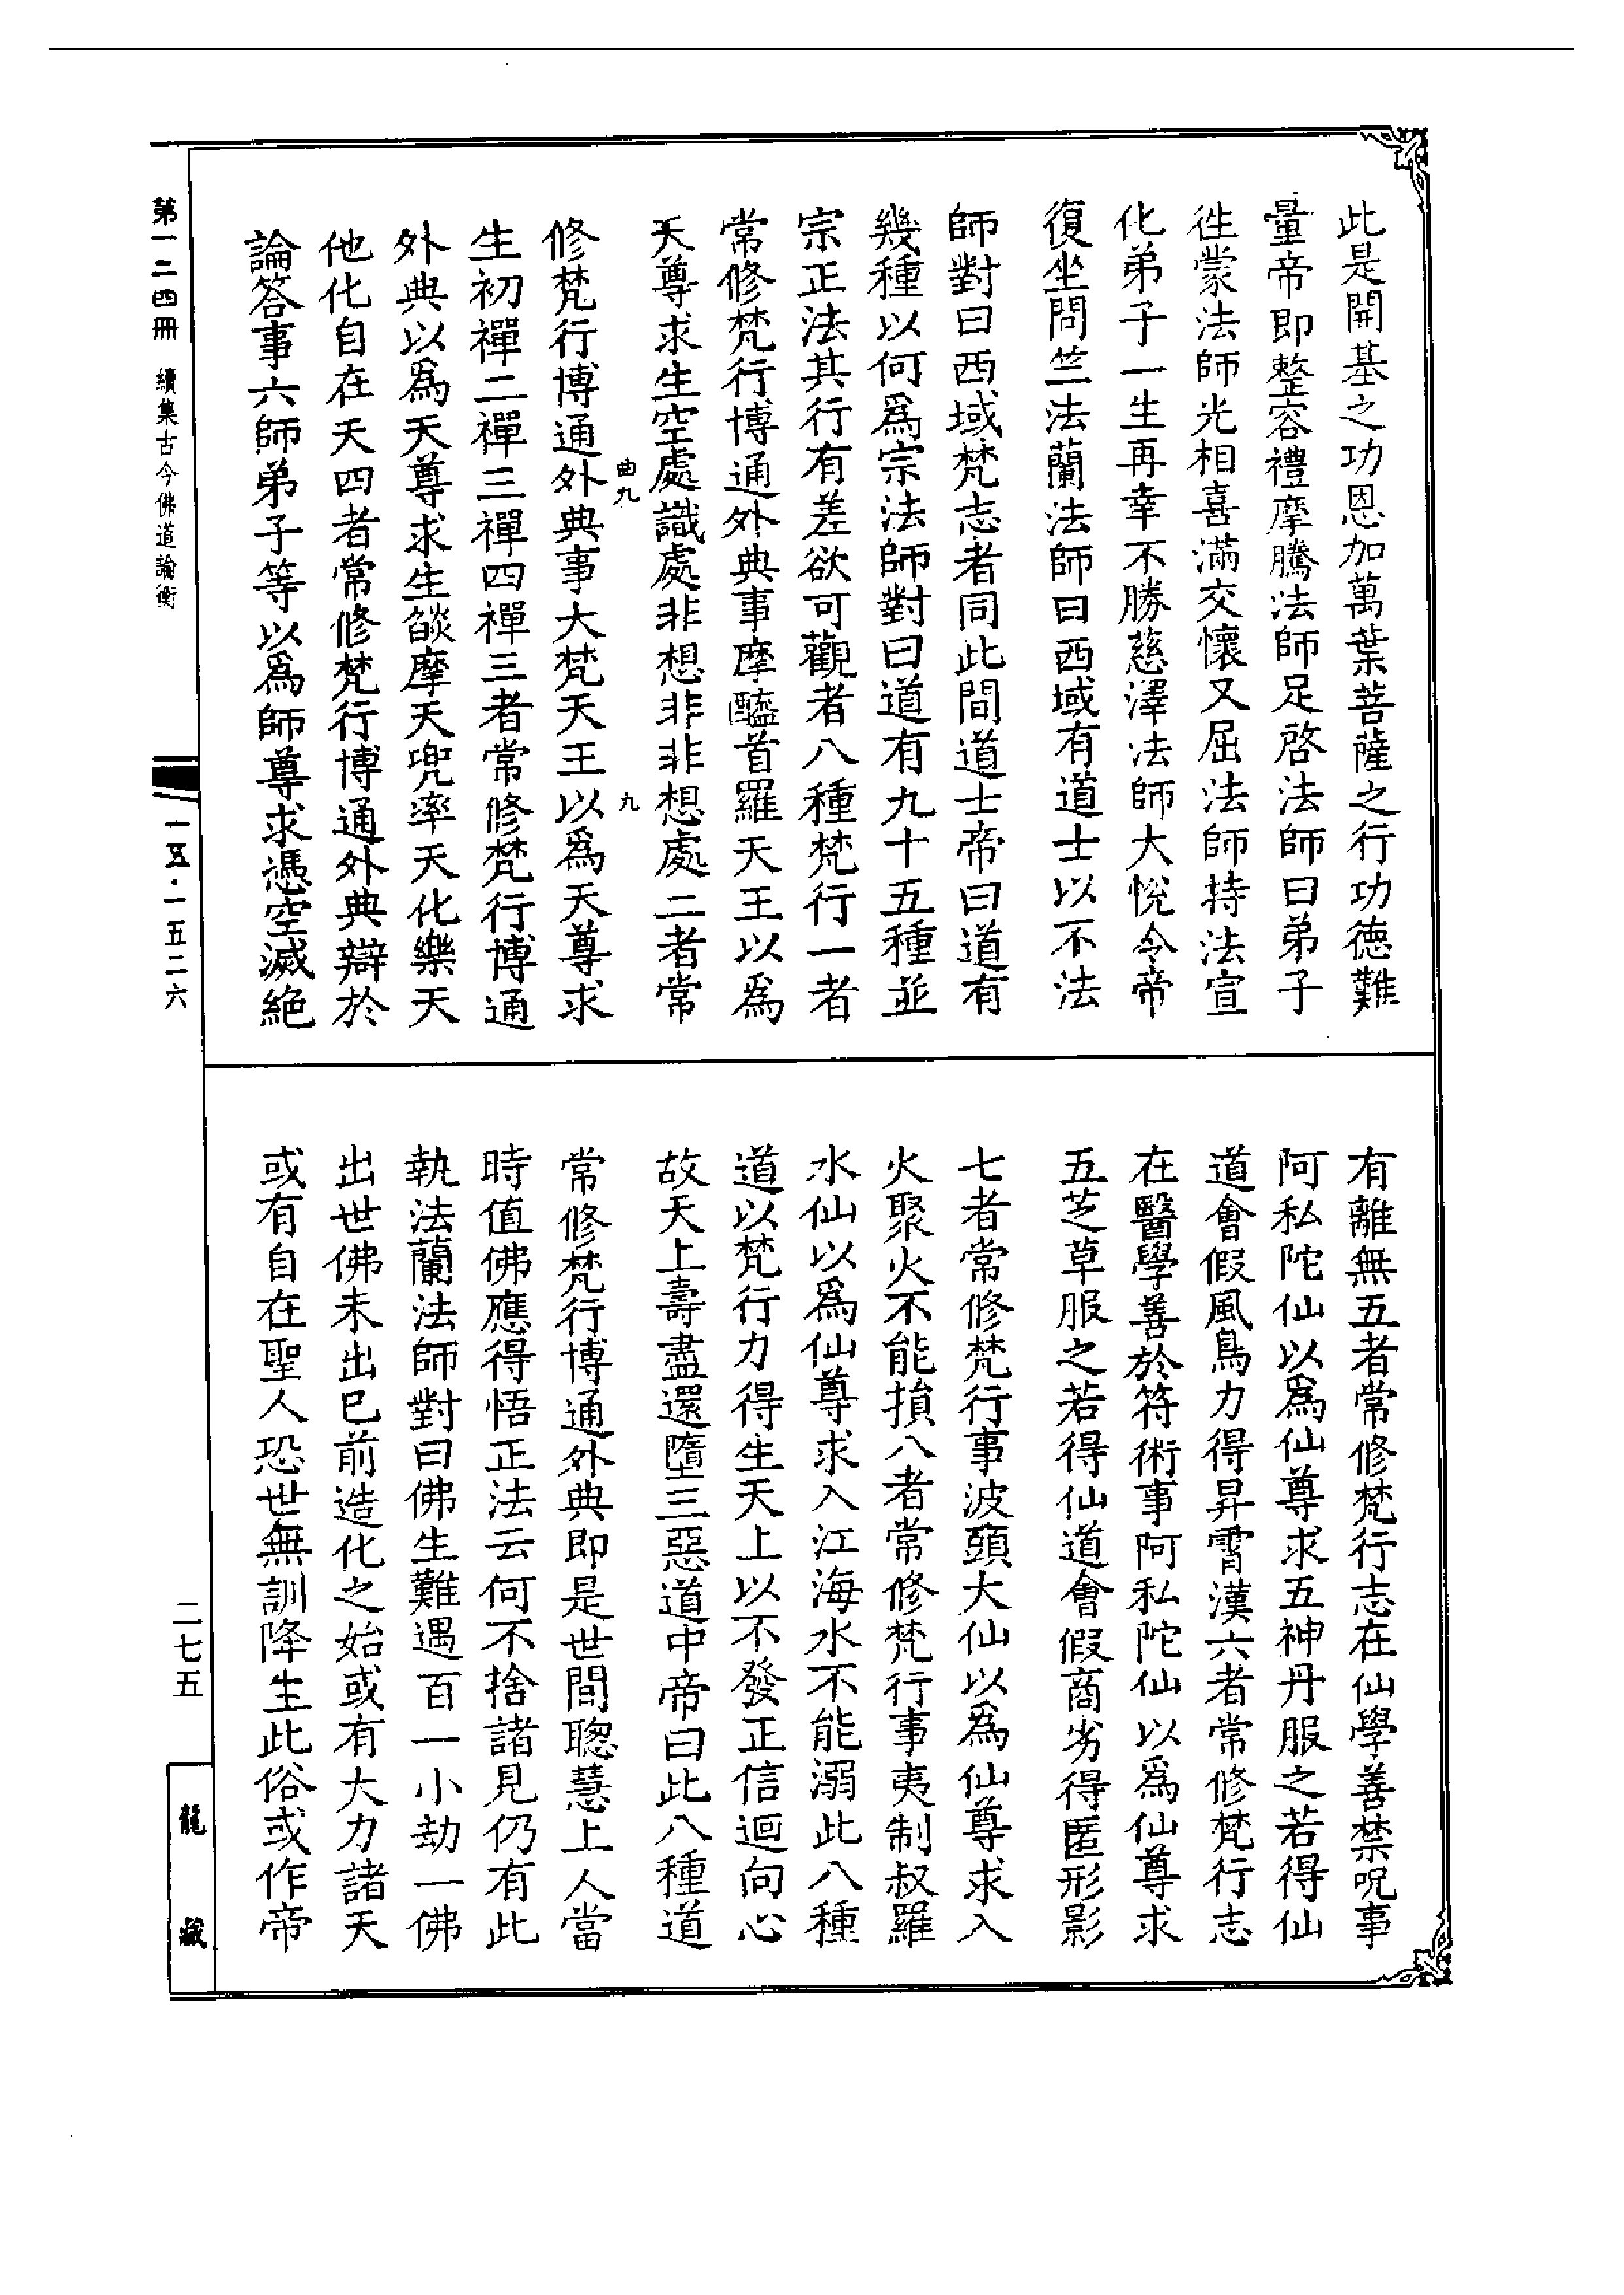 此是開基之功恩加萬葉菩薩之行功德難
量帝即整容禮摩騰法師足啓法師曰弟子
徃蒙法師光相喜滿交懷又屈法師持法宣
化弟子一生再幸不勝慈澤法師大悅令帝
復坐問竺法蘭法師曰西域有道士以不法
師對曰西域梵志者同此間道士帝曰道有
幾種以何爲宗法師對曰道有九十五種並
宗正法其行有差欲可觀者八種梵行一者
常修梵行博通外典事摩醯首羅天王以爲
天尊求生空處識處非想非非想處二者常
曲九
九
修梵行博通外典事大梵天王以爲天尊求
生初禪二禪三禪四禪三者常修梵行博通
外典以爲天尊求生燄摩天兜率天化樂天
他化自在天四者常修梵行博通外典辯於
論答事六師弟子等以爲師尊求憑空滅絕
有離無五者常修梵行志在仙學善禁呪事
阿私陀仙以爲仙尊求五神丹服之若得仙
道會假風鳥力得昇霄漢六者常修梵行志
在醫學善於符術事阿私陀仙以爲仙尊求
五芝草服之若得仙道會假商劣得匿形影
七者常修梵行事波頭大仙以爲仙尊求入
火聚火不能損八者常修梵行事夷制叔羅
水仙以爲仙尊求入江海水不能溺此八種
道以梵行力得生天上以不發正信迴向心
故天上壽盡還墮三惡道中帝曰此八種道
常修梵行博通外典即是世間聰慧上人當
時值佛應得悟正法云何不捨諸見仍有此
執法蘭法師對曰佛生難遇百一小劫一佛
出世佛未出已前造化之始或有大力諸天
或有自在聖人恐世無訓降生此俗或作帝
第一二四冊 續集古今佛道論衡
一五·一五二六
二七五
龍藏